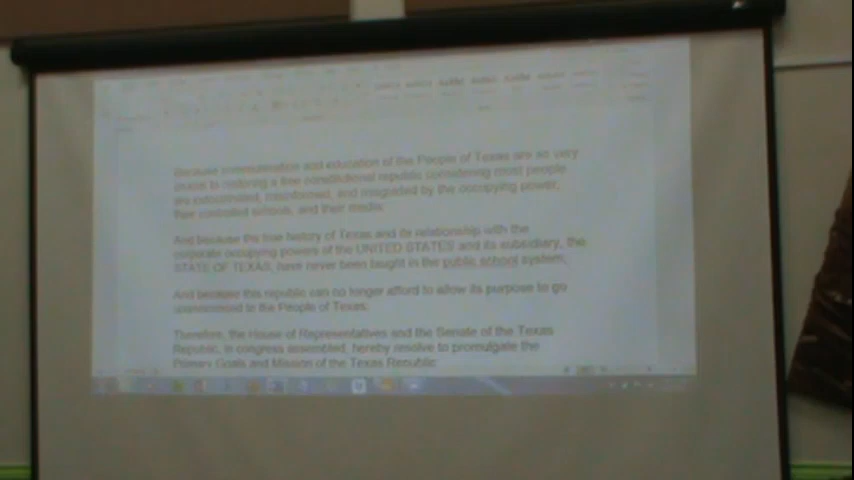 Because communication and education of the People of Texas are so very
crucial to restoring a free constitutional republic considering most people
are indoctrinated, misinformed, and misguided by the occupying power,
their controlled schools, and their media.
And because the true history of Texas and its relationship with the
corporate occupying powers of the UNITED STATES and its subsidiary, the
STATE OF TEXAS, have never been taught in the public school system,
And because this republic can no longer afford to allow its purpose to go
to the People of Texas;
Therefore, the House of Representatives and the Senate of the Texas
Republic, in congress assembled, hereby resolve to promulgate the
Primary Goals and Mission of the Texas Republic